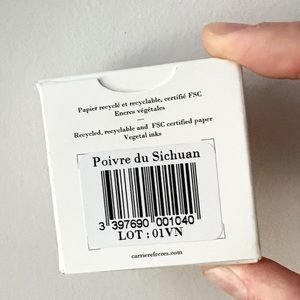 Papier recyclé et recyclable, certifié FSC
Encres végétales
—
Recycled, recyclable and FSC certified paper
Vegetal inks
Poivre du Sichuan
3 397690 001040
LOT : 01VN
carrierefreres.com